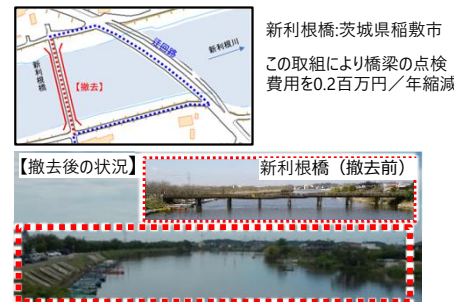 新利根橋:茨城県稲敷市
この取組により橋梁の点検
費用を0.2百万円／年縮減
迂回路
新利根川
新利根橋
【撤去】
【撤去後の状況】
新利根橋（撤去前）